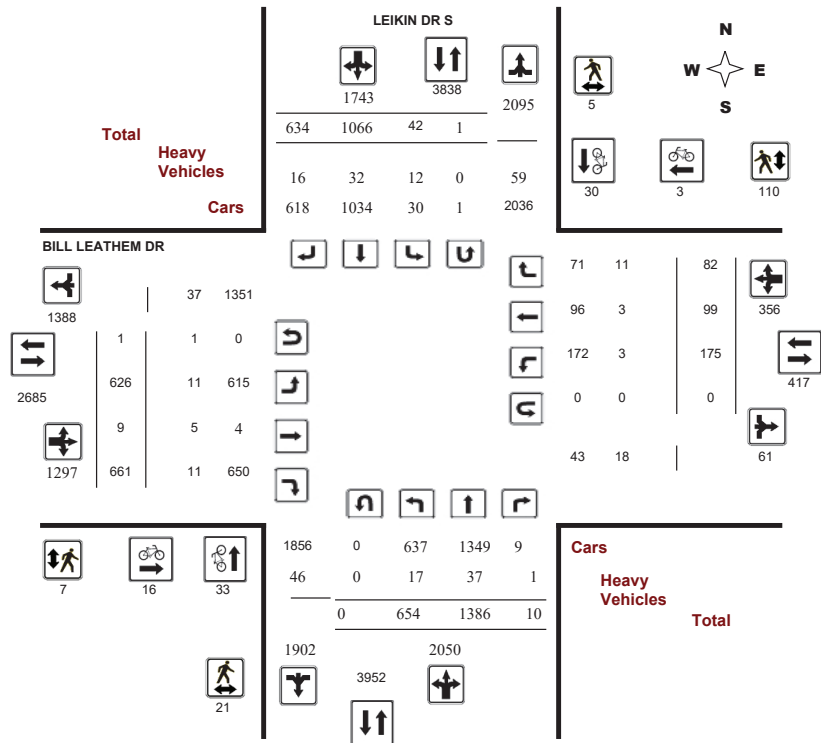 LEIKIN DR S
N
W E
S
1743
3838
2095
5
Total
634 1066 42 1
Heavy
Vehicles
16 32 12 0 59
30 3 110
Cars
618 1034 30 1 2036
BILL LEATHEM DR
71 11 82
1388
37 1351
356
1 1 0
96 3 99
2685
626 11 615
172 3 175
417
9 5 4
0 0 0
1297
661 11 650
43 18
61
1856 0 637 1349 9
Cars
46 0 17 37 1
Heavy
Vehicles
7 16 33
0 654 1386 10
Total
1902
2050
3952
21